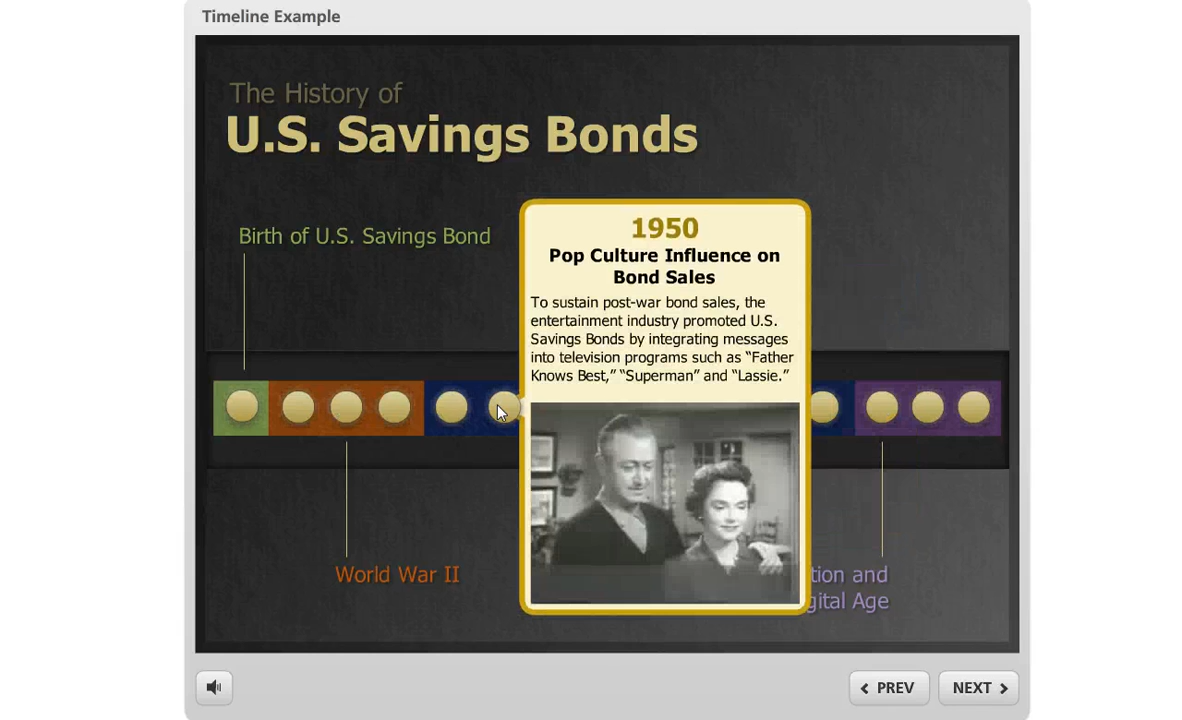 Timeline Example
The History of
U.S. Savings Bonds
Birth of U.S. Savings Bond
1950
Pop Culture Influence on
Bond Sales
To sustain post-war bond sales, the
entertainment industry promoted U.S.
Savings Bonds by integrating messages
into television programs such as “Father
Knows Best,” “Superman” and “Lassie.”
World War II
tion and
gital Age
PREV
NEXT